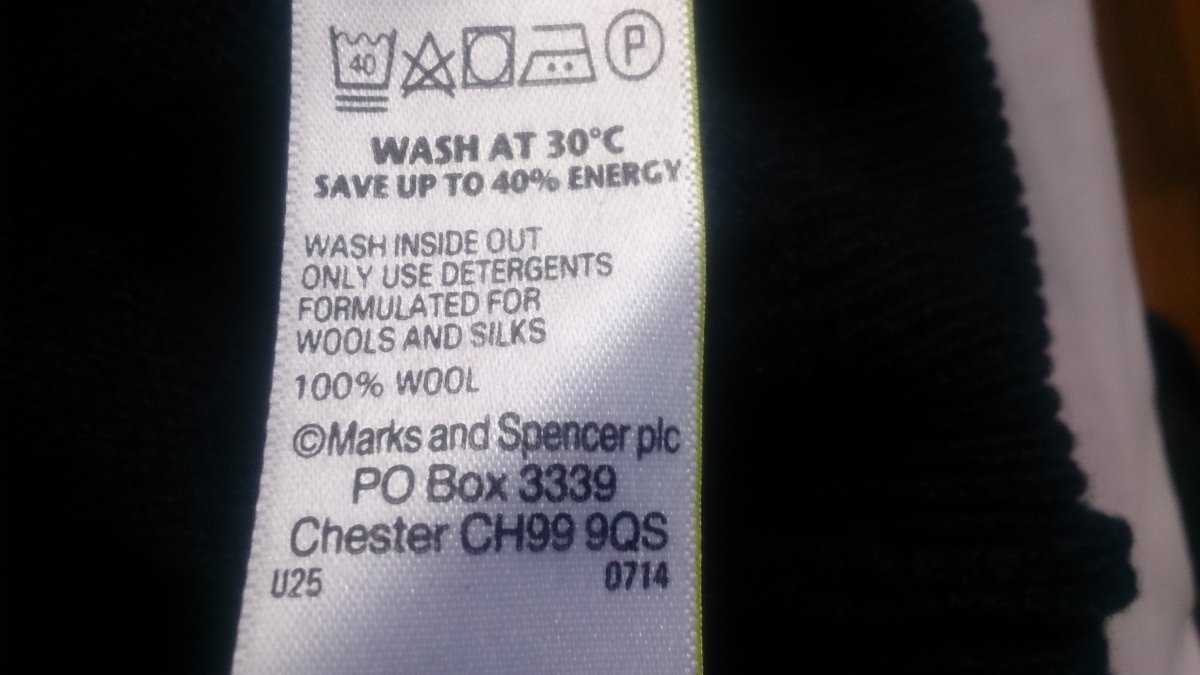 40 P
WASH AT 30°C
SAVE UP TO 40% ENERGY
WASH INSIDE OUT
ONLY USE DETERGENTS
FORMULATED FOR
WOOLS AND SILKS
100% WOOL
©Marks and Spencer plc
PO Box 3339
Chester CH99 9QS
U25 0714